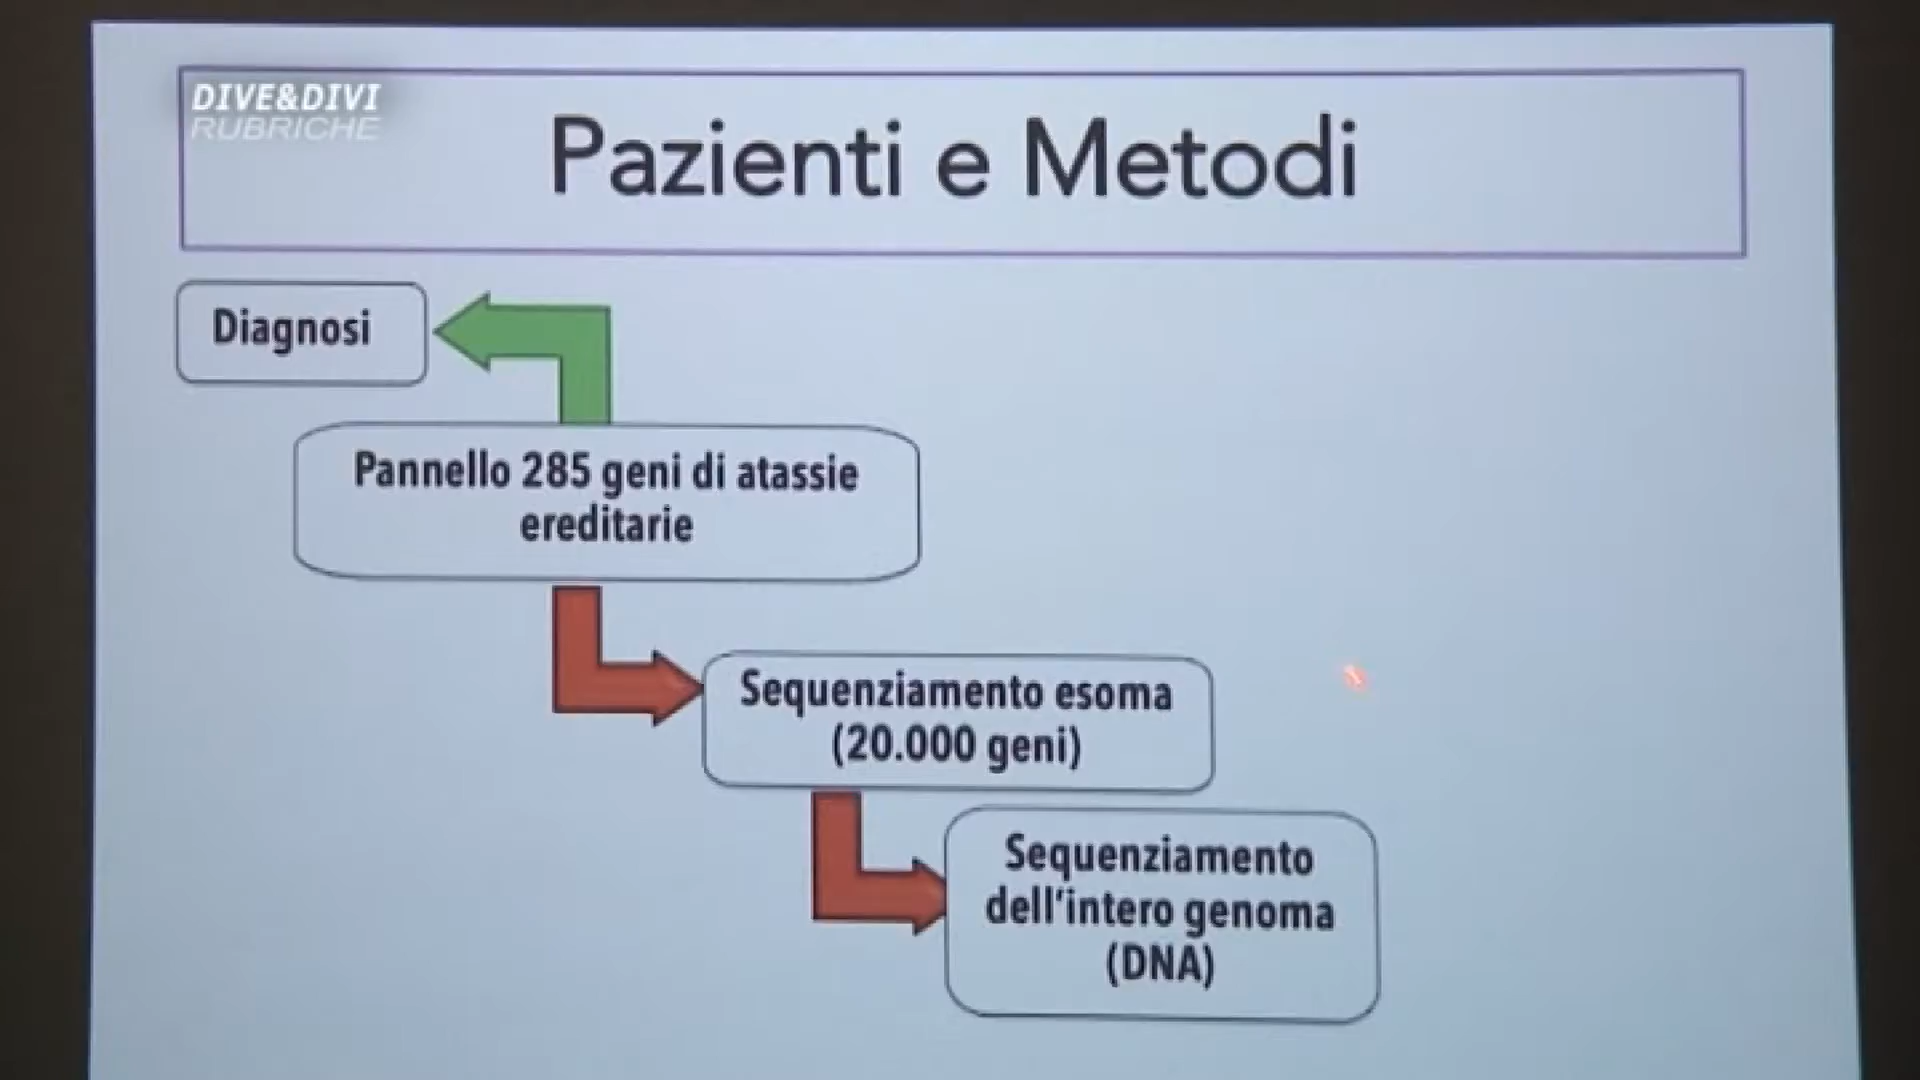 DIVE&DIVI
RUBRICHE
Pazienti e Metodi
Diagnosi
Pannello 285 geni di atassie
ereditarie
Sequenziamento esoma
(20.000 geni)
Sequenziamento
dell'intero genoma
(DNA)